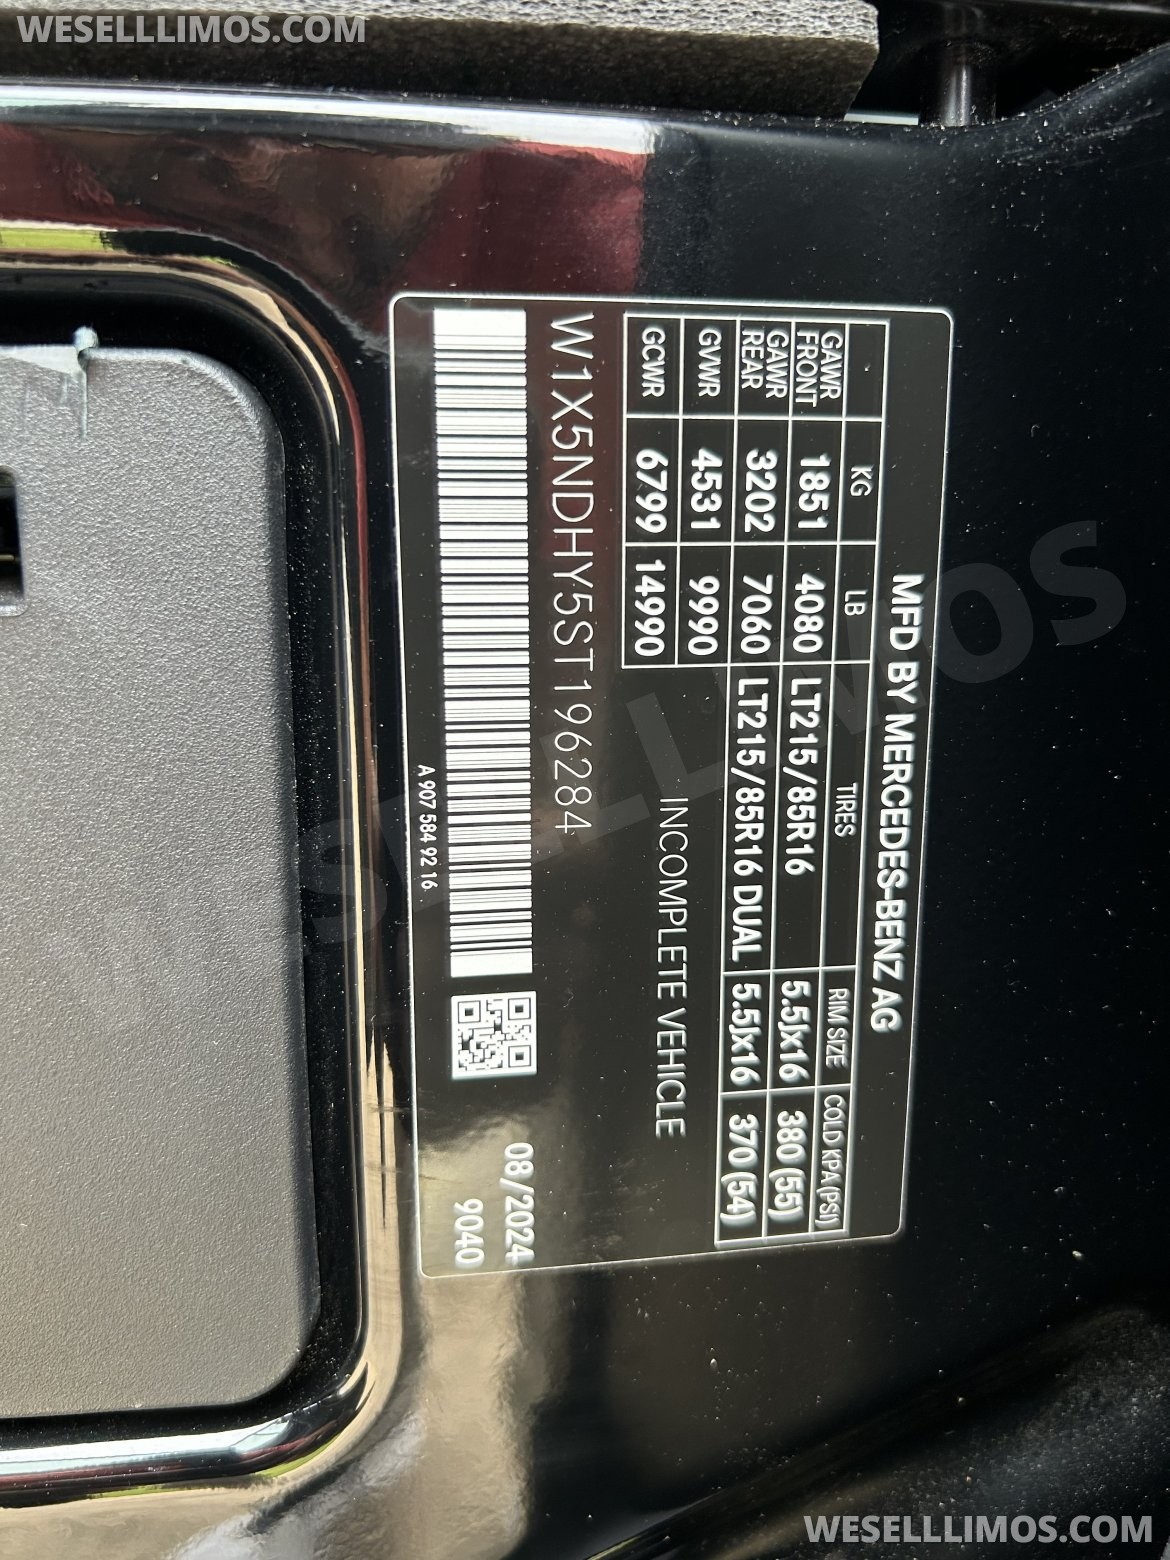 WESELLLIMOS.COM
MFD BY MERCEDES-BENZ AG
KG LB TIRES RIM SIZE COLD KPA (PSI)
GAWR FRONT 1851 4080 LT215/85R16 5.5Jx16 380 (55)
GAWR REAR 3202 7060 LT215/85R16 DUAL 5.5Jx16 370 (54)
GVWR 4531 9990
GCWR 6799 14990
INCOMPLETE VEHICLE
W1X5NDHY5ST196284
08/2024
9040
A 907 584 92 16
WESELLLIMOS
WESELLLIMOS.COM